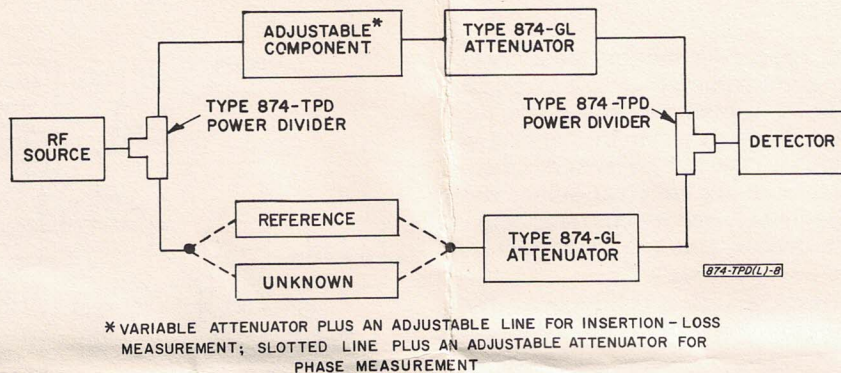 ADJUSTABLE*
COMPONENT
TYPE 874-GL
ATTENUATOR
TYPE 874-TPD
POWER DIVIDER
TYPE 874-TPD
POWER DIVIDER
RF
SOURCE
DETECTOR
REFERENCE
UNKNOWN
TYPE 874-GL
ATTENUATOR
874-TPD(L)-8
* VARIABLE ATTENUATOR PLUS AN ADJUSTABLE LINE FOR INSERTION-LOSS
MEASUREMENT; SLOTTED LINE PLUS AN ADJUSTABLE ATTENUATOR FOR
PHASE MEASUREMENT